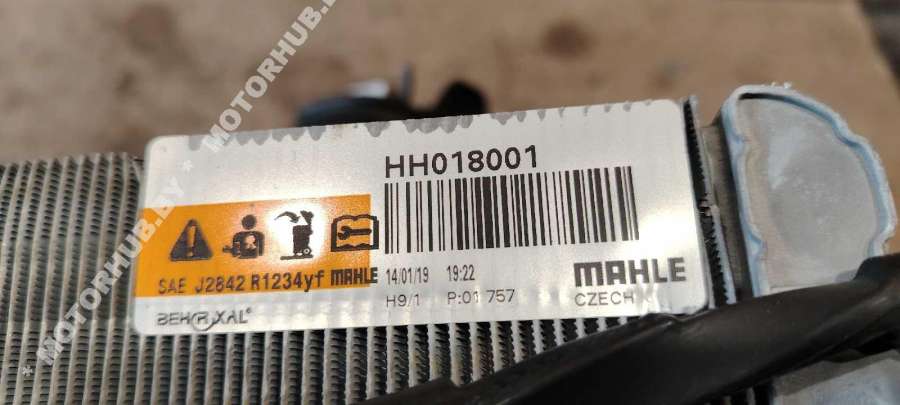 HH018001
SAE J2842 R1234yf MAHLE
14/01/19 19:22
MAHLE
H9/1 P:01 757
CZECH
BEHR XAL®
MOTORHUB.BY * MOTORHUB.BY